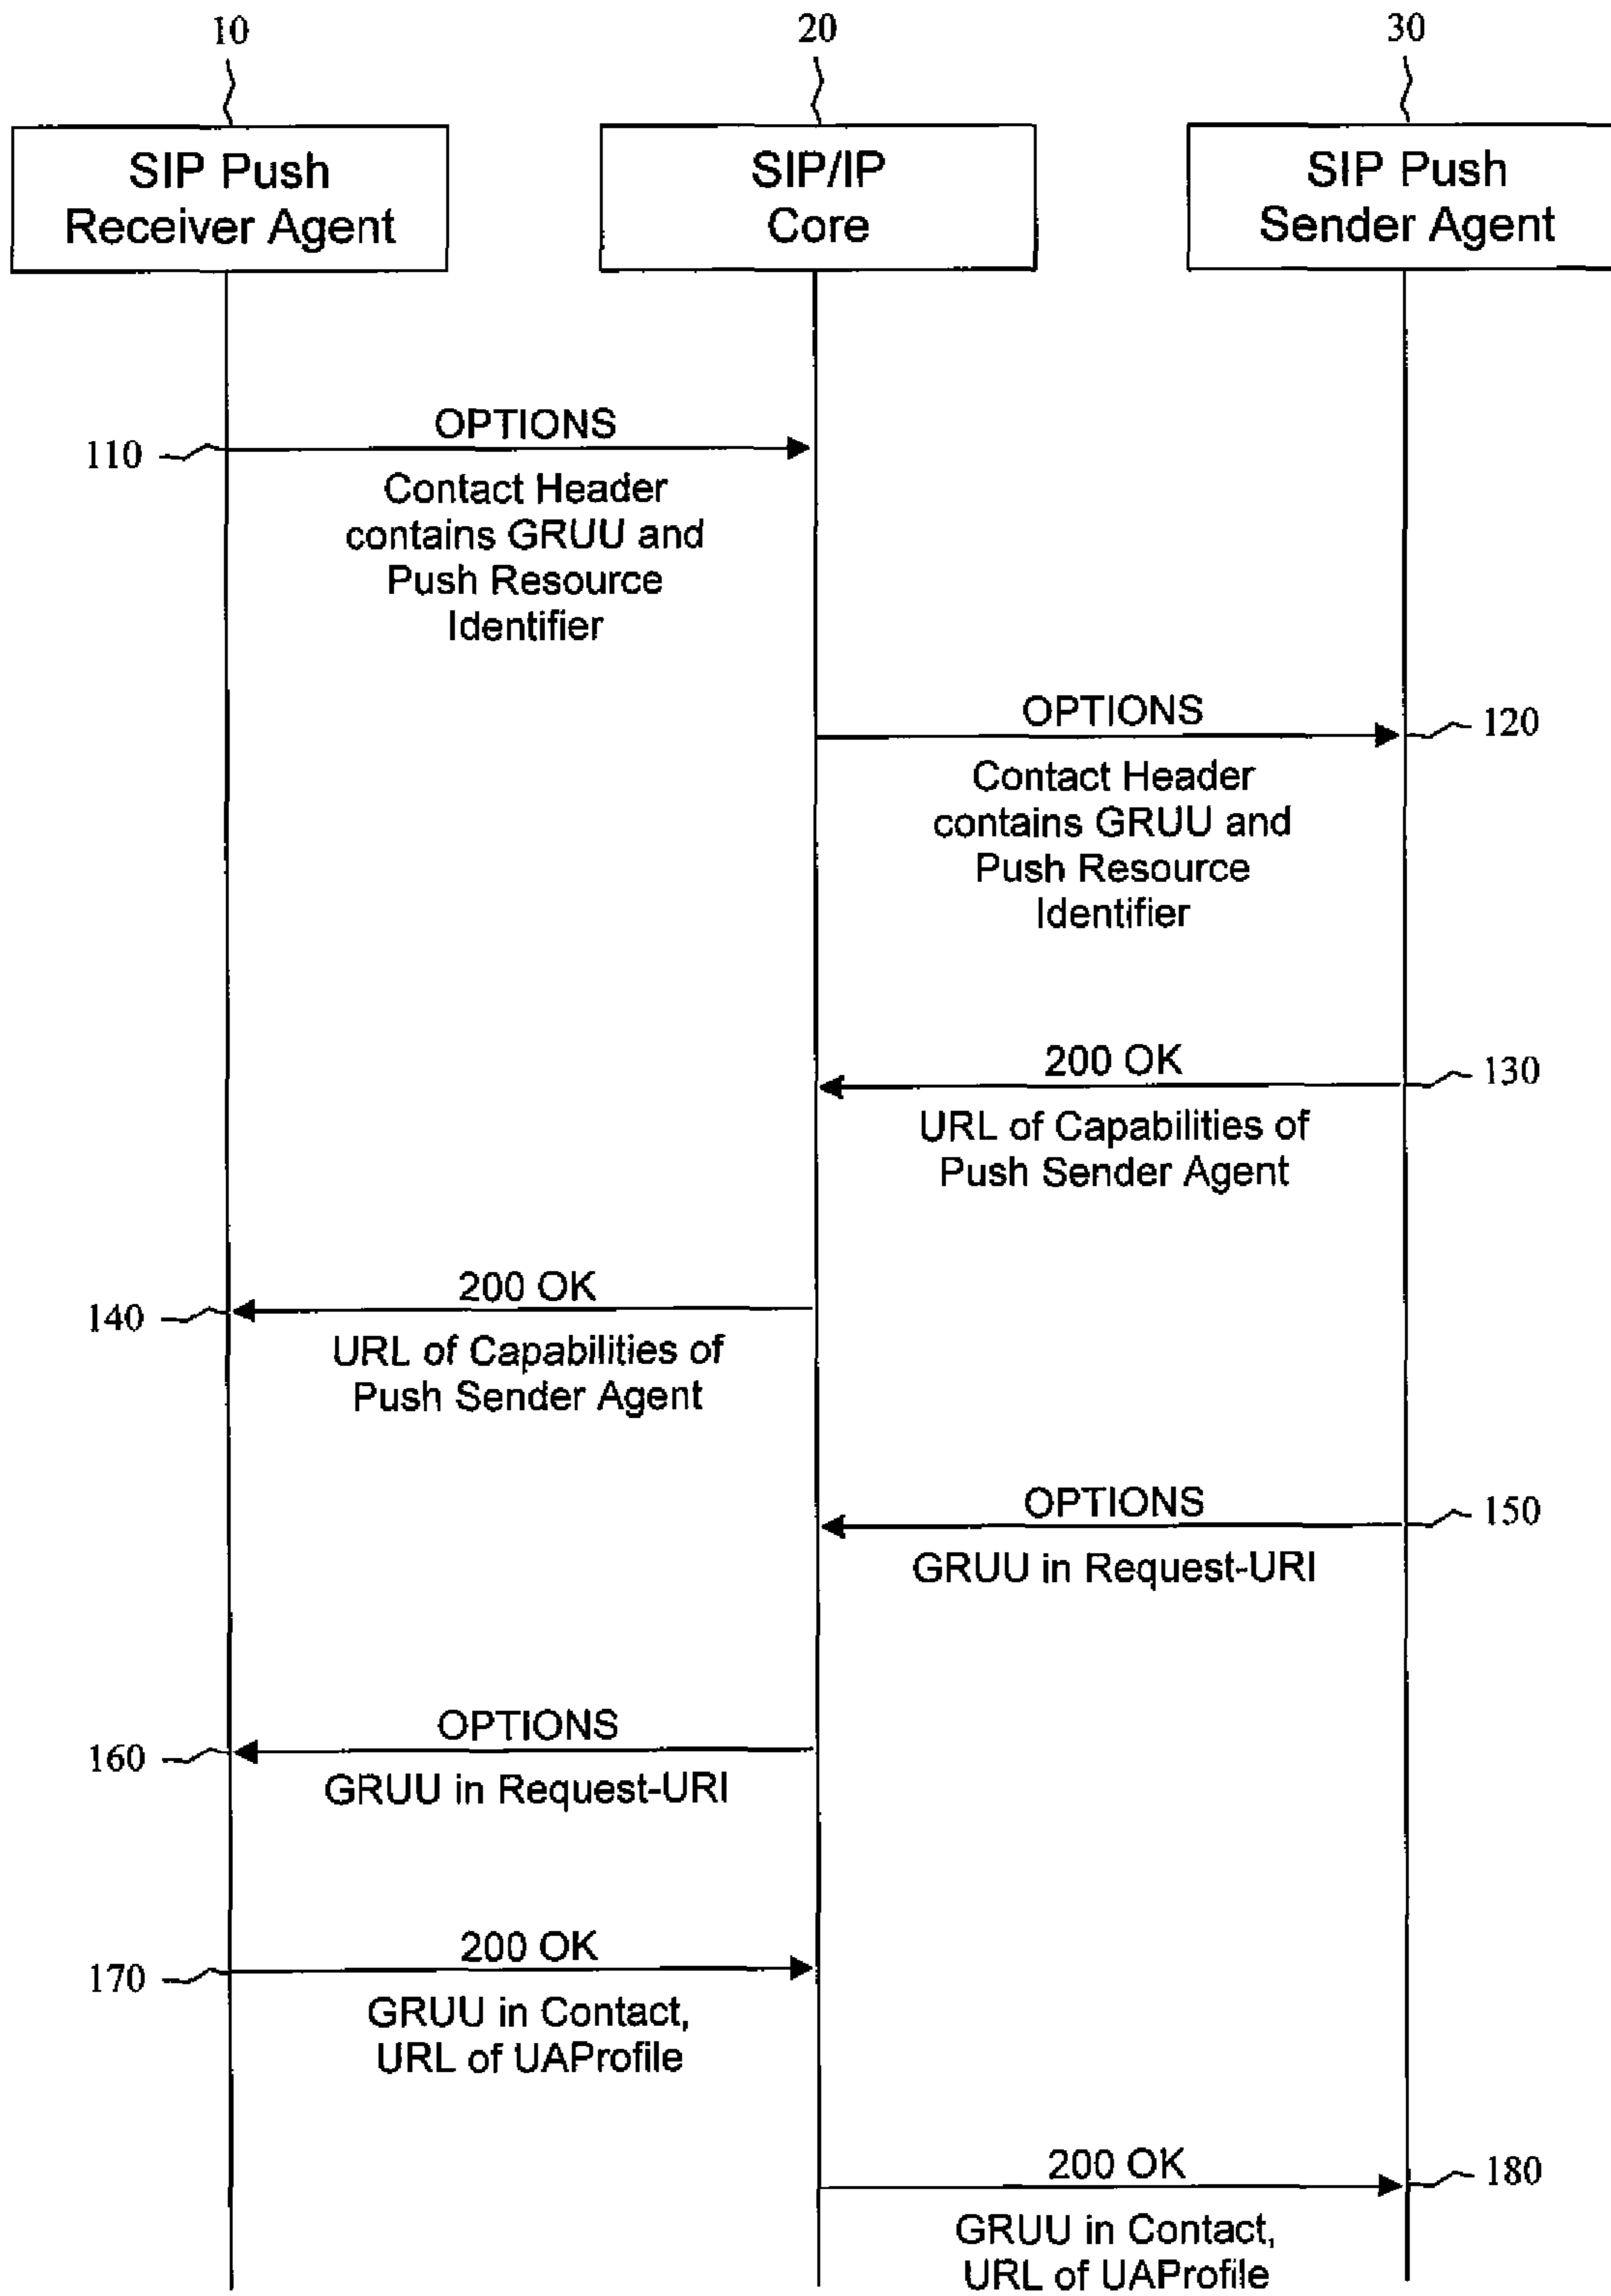 10
20
30
SIP Push
Receiver Agent
SIP/IP
Core
SIP Push
Sender Agent
OPTIONS
110
Contact Header
contains GRUU and
Push Resource
Identifier
OPTIONS
120
Contact Header
contains GRUU and
Push Resource
Identifier
200 OK
130
URL of Capabilities of
Push Sender Agent
200 OK
140
URL of Capabilities of
Push Sender Agent
OPTIONS
150
GRUU in Request-URI
OPTIONS
160
GRUU in Request-URI
200 OK
170
GRUU in Contact,
URL of UAProfile
200 OK
180
GRUU in Contact,
URL of UAProfile